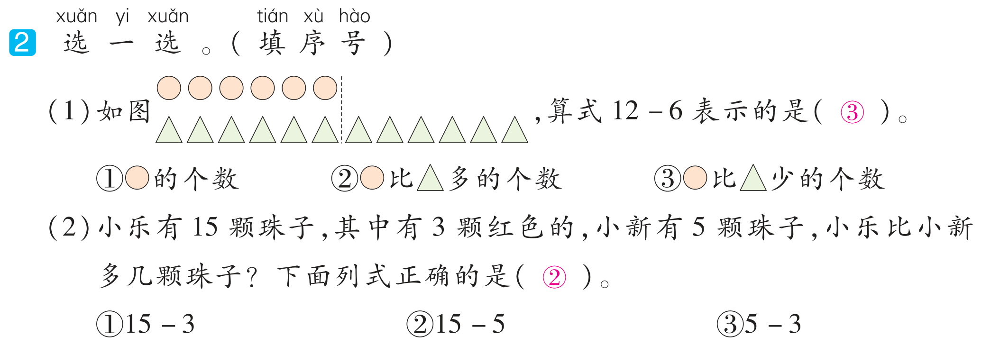 xuǎn yi xuǎn tián xù hào
2 选一选。(填序号)
(1)如图 ,算式 12-6 表示的是( ③ )。
①的个数 ②比多的个数 ③比少的个数
(2)小乐有 15 颗珠子,其中有 3 颗红色的,小新有 5 颗珠子,小乐比小新
多几颗珠子? 下面列式正确的是( ② )。
①15-3 ②15-5 ③5-3